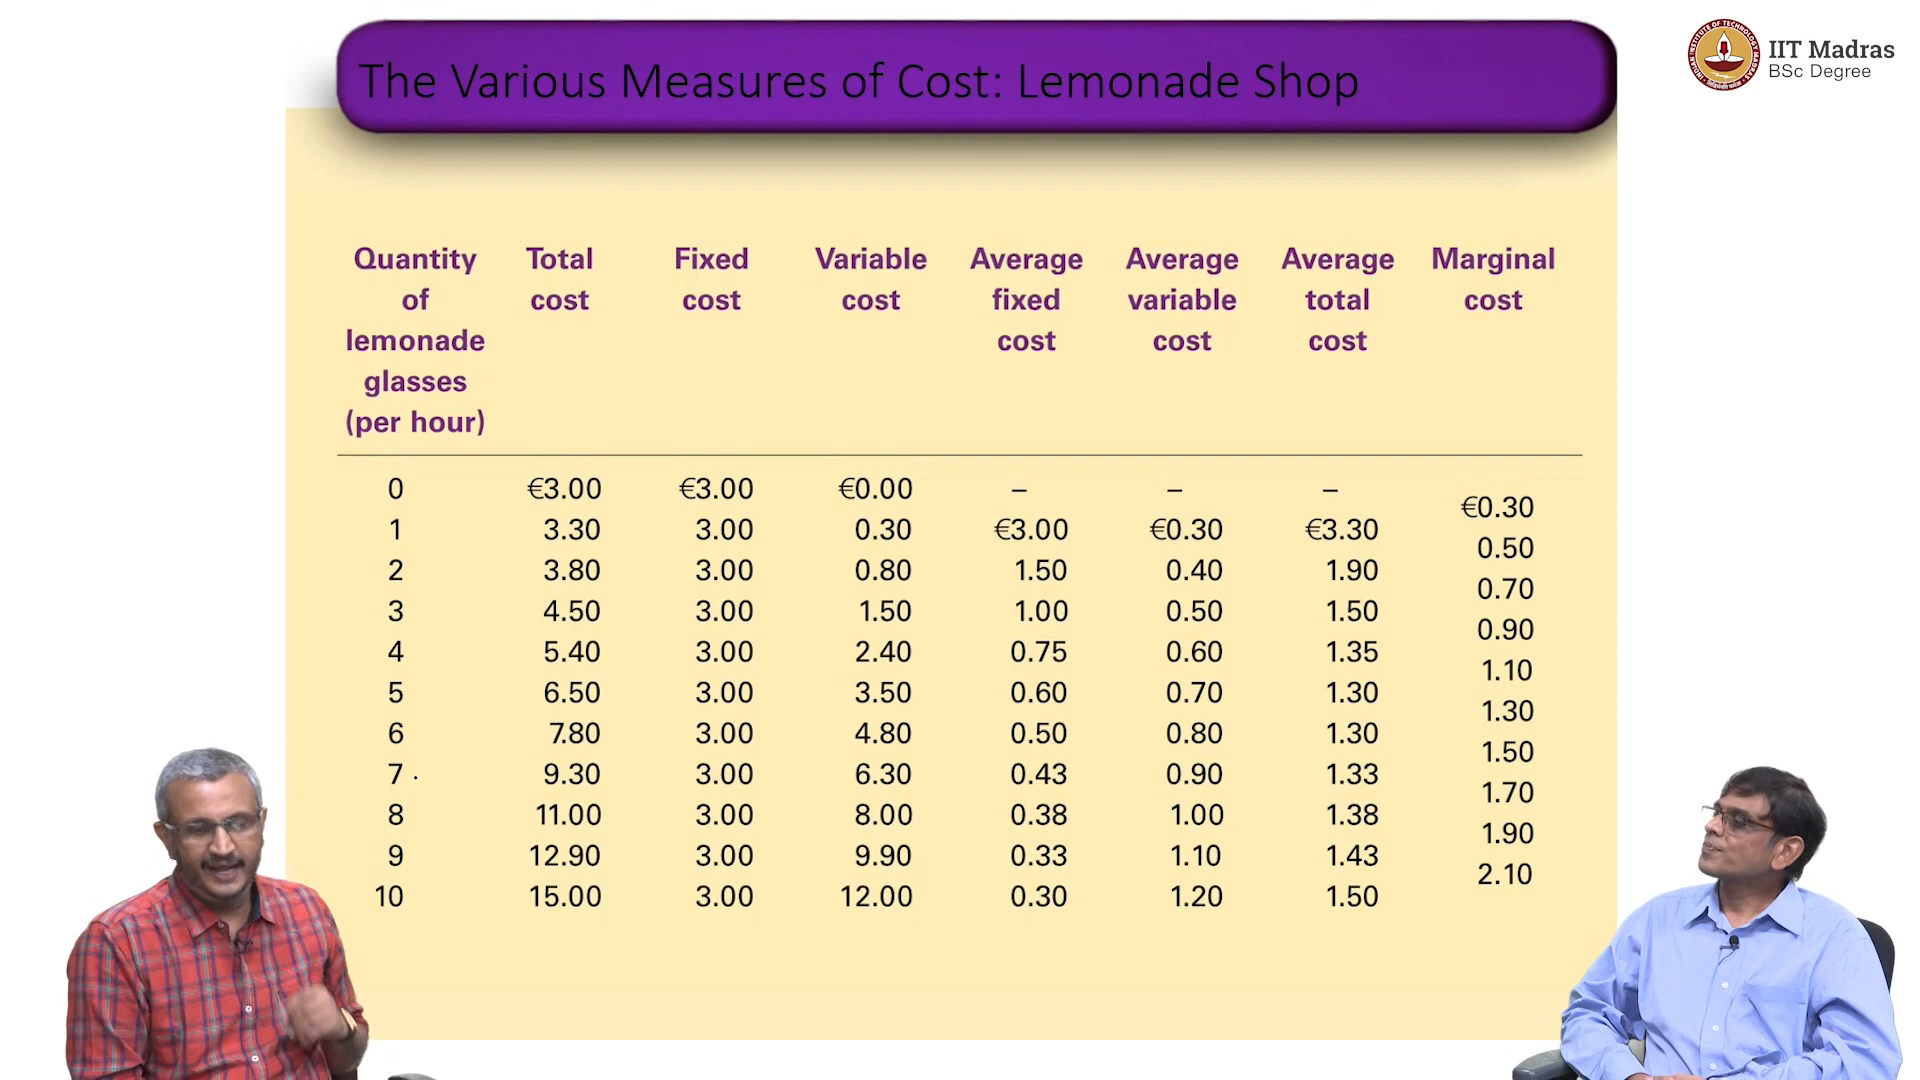 The Various Measures of Cost: Lemonade Shop
IIT Madras
BSc Degree
Quantity of lemonade glasses (per hour) Total cost Fixed cost Variable cost Average fixed cost Average variable cost Average total cost Marginal cost
0 €3.00 €3.00 €0.00 – – –
€0.30
1 3.30 3.00 0.30 €3.00 €0.30 €3.30
0.50
2 3.80 3.00 0.80 1.50 0.40 1.90
0.70
3 4.50 3.00 1.50 1.00 0.50 1.50
0.90
4 5.40 3.00 2.40 0.75 0.60 1.35
1.10
5 6.50 3.00 3.50 0.60 0.70 1.30
1.30
6 7.80 3.00 4.80 0.50 0.80 1.30
1.50
7 9.30 3.00 6.30 0.43 0.90 1.33
1.70
8 11.00 3.00 8.00 0.38 1.00 1.38
1.90
9 12.90 3.00 9.90 0.33 1.10 1.43
2.10
10 15.00 3.00 12.00 0.30 1.20 1.50